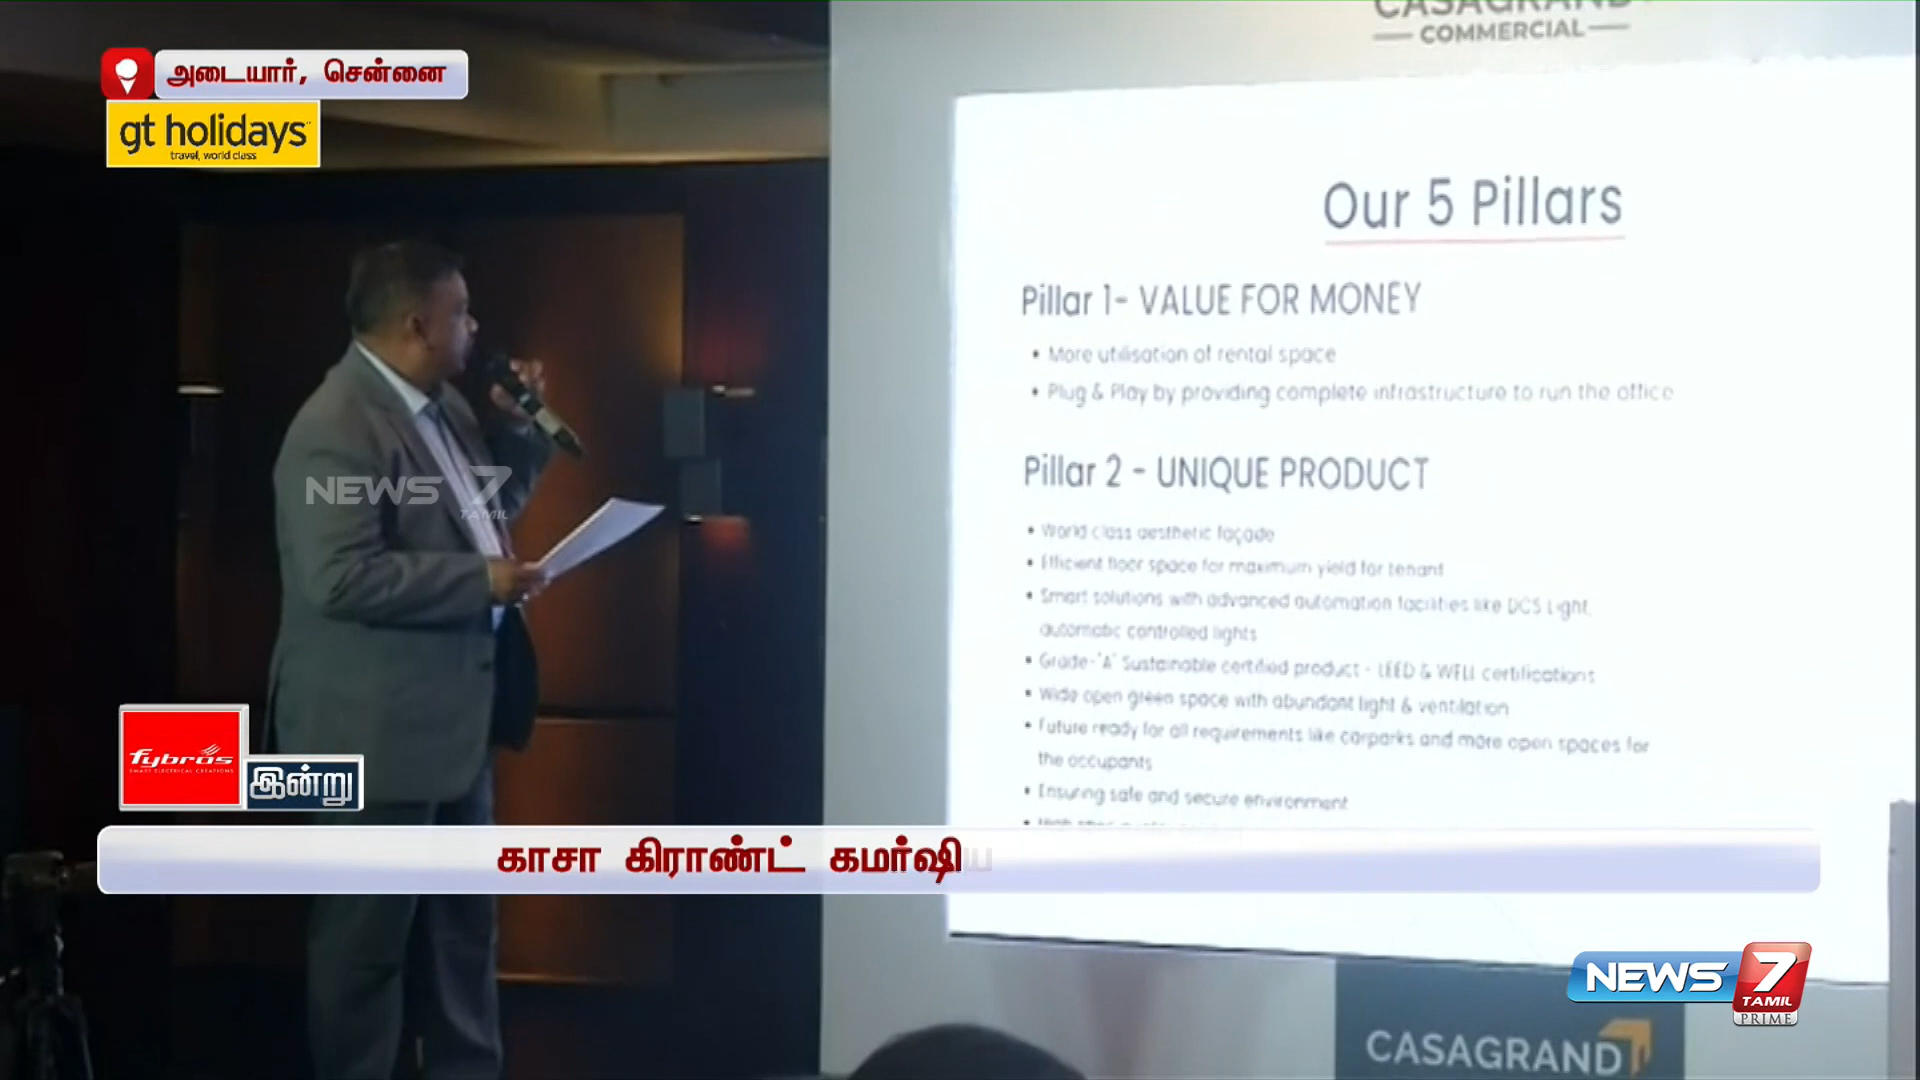 CASAGRAND
COMMERCIAL
அடையார், சென்னை
gt holidays
travel, world class
Our 5 Pillars
Pillar 1- VALUE FOR MONEY
• More utilisation of rental space
• Plug & Play by providing complete infrastructure to run the office
NEWS 7
TAMIL
Pillar 2 - UNIQUE PRODUCT
• World class aesthetic façade
• Efficient floor space for maximum yield for tenant
• Smart solutions with advanced automation facilities like DCS Light,
automatic controlled lights
• Grade-'A' Sustainable certified product - LEED & WELL certifications
• Wide open green space with abundant light & ventilation
• Future ready for all requirements like carparks and more open spaces for
the occupants
• Ensuring safe and secure environment
fybros
SMART ELECTRICAL CREATIONS
இன்று
காசா கிராண்ட் கமர்ஷிய
NEWS 7
TAMIL
PRIME
CASAGRAND